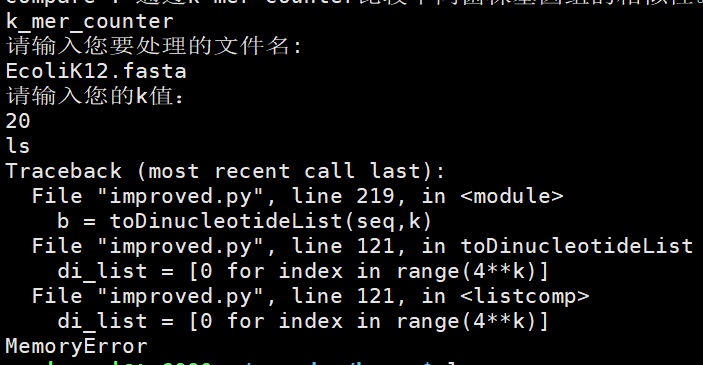 k_mer_counter
请输入您要处理的文件名:
EcoliK12.fasta
请输入您的k值：
20
ls
Traceback (most recent call last):
  File "improved.py", line 219, in <module>
    b = toDinucleotideList(seq,k)
  File "improved.py", line 121, in toDinucleotideList
    di_list = [0 for index in range(4**k)]
  File "improved.py", line 121, in <listcomp>
    di_list = [0 for index in range(4**k)]
MemoryError